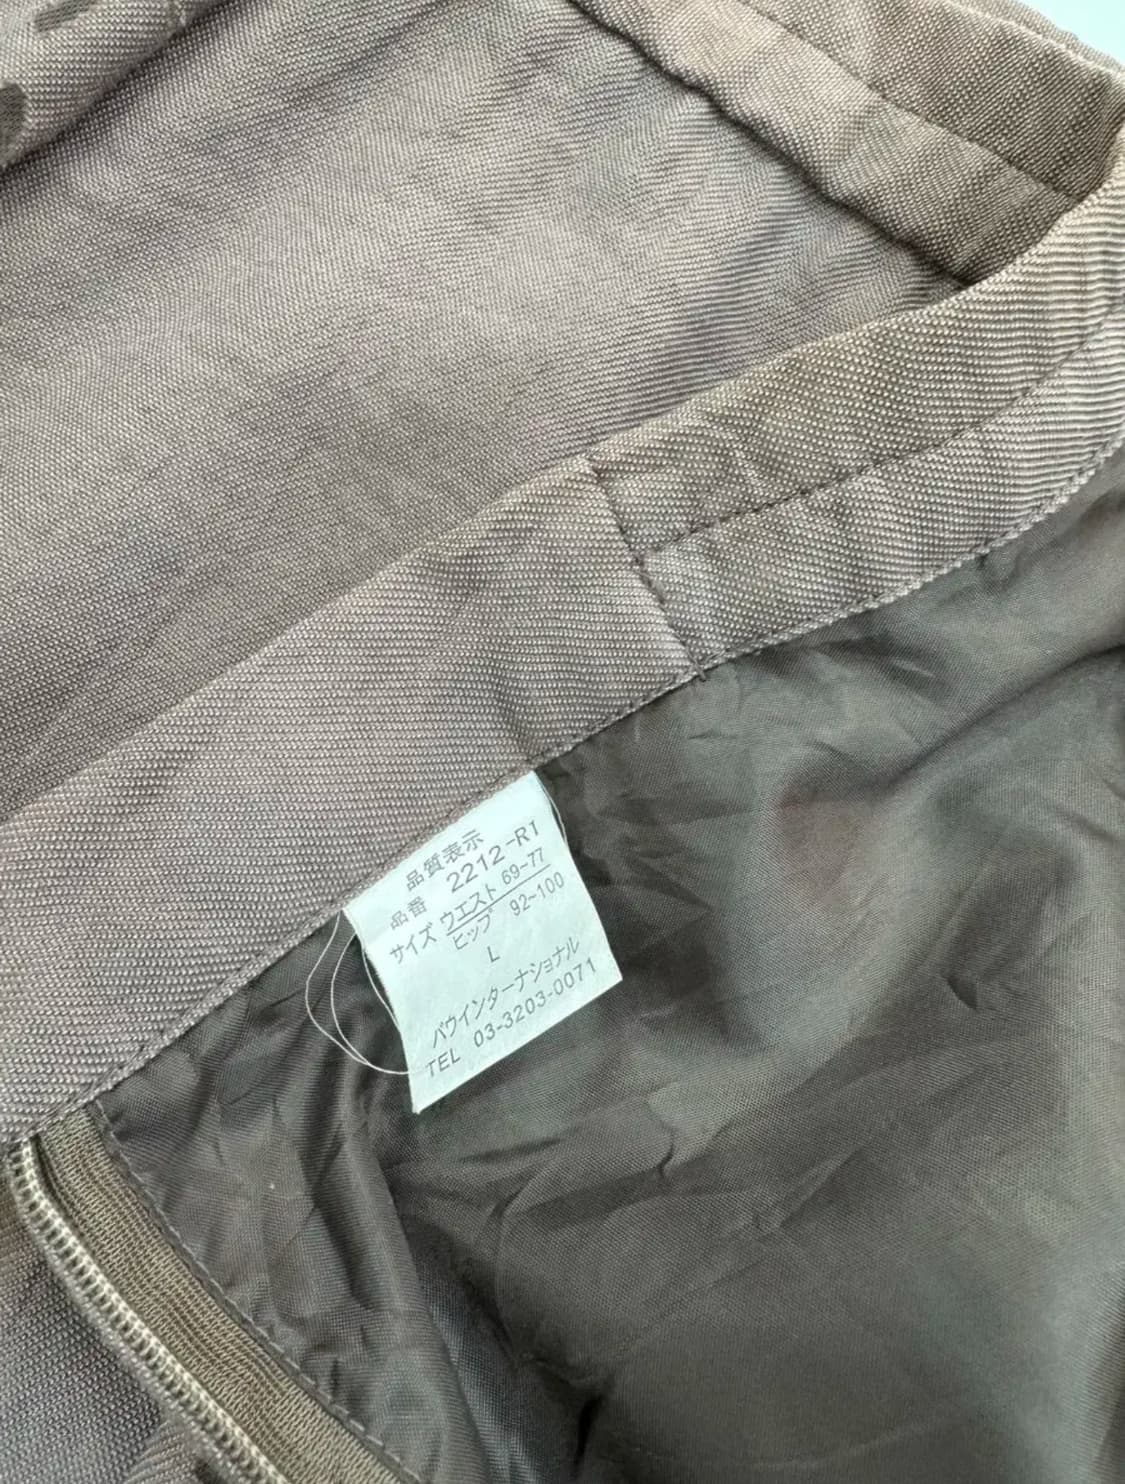 品質表示
品番 2212-R1
サイズ ウエスト 69-77
ヒップ 92-100
L
パウインターナショナル
TEL 03-3203-0071